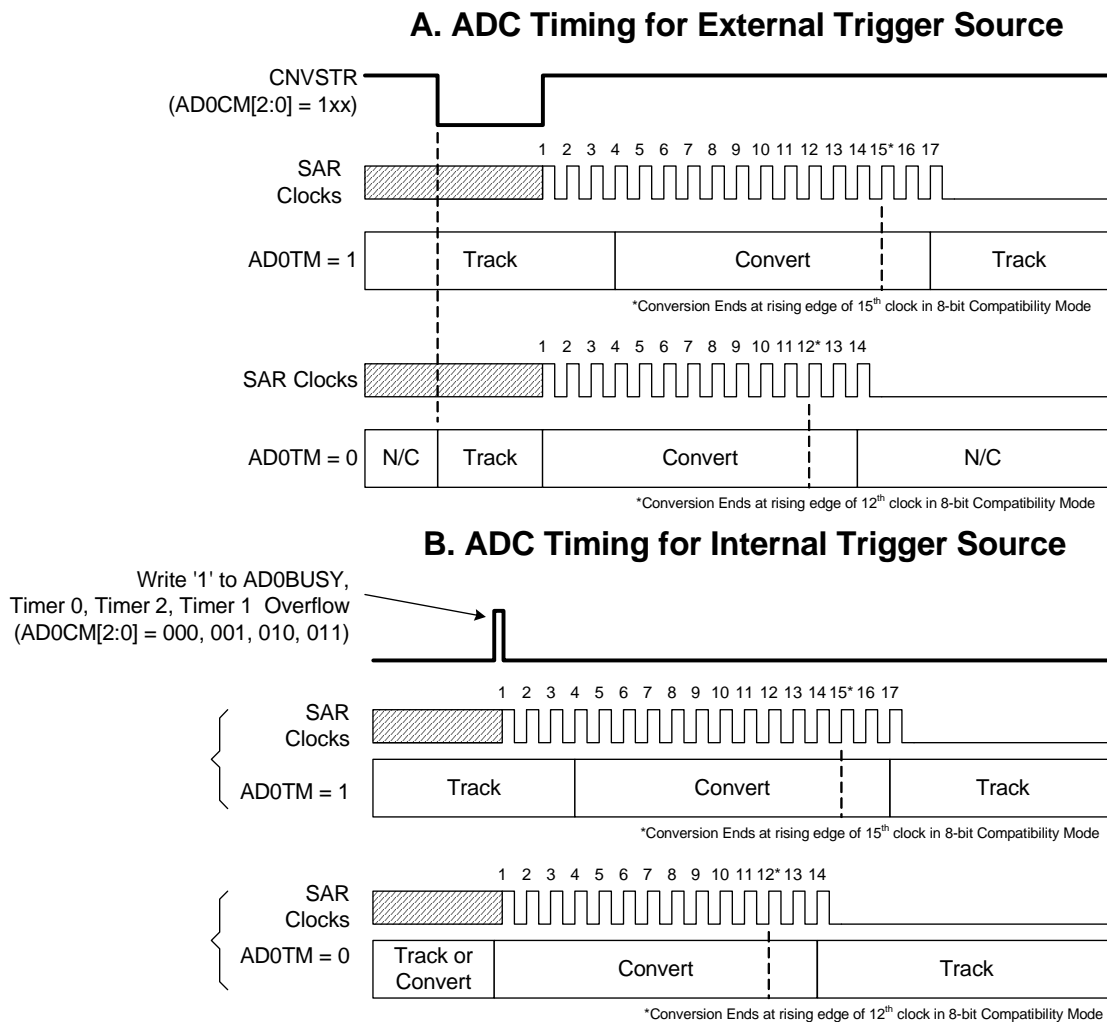 A. ADC Timing for External Trigger Source
CNVSTR
(AD0CM[2:0] = 1xx)
1 2 3 4 5 6 7 8 9 10 11 12 13 14 15* 16 17
SAR
Clocks
AD0TM = 1
Track
Convert
Track
*Conversion Ends at rising edge of 15th clock in 8-bit Compatibility Mode
1 2 3 4 5 6 7 8 9 10 11 12* 13 14
SAR Clocks
AD0TM = 0
N/C
Track
Convert
N/C
*Conversion Ends at rising edge of 12th clock in 8-bit Compatibility Mode
B. ADC Timing for Internal Trigger Source
Write '1' to AD0BUSY,
Timer 0, Timer 2, Timer 1 Overflow
(AD0CM[2:0] = 000, 001, 010, 011)
1 2 3 4 5 6 7 8 9 10 11 12 13 14 15* 16 17
SAR
Clocks
AD0TM = 1
Track
Convert
Track
*Conversion Ends at rising edge of 15th clock in 8-bit Compatibility Mode
1 2 3 4 5 6 7 8 9 10 11 12* 13 14
SAR
Clocks
AD0TM = 0
Track or
Convert
Convert
Track
*Conversion Ends at rising edge of 12th clock in 8-bit Compatibility Mode